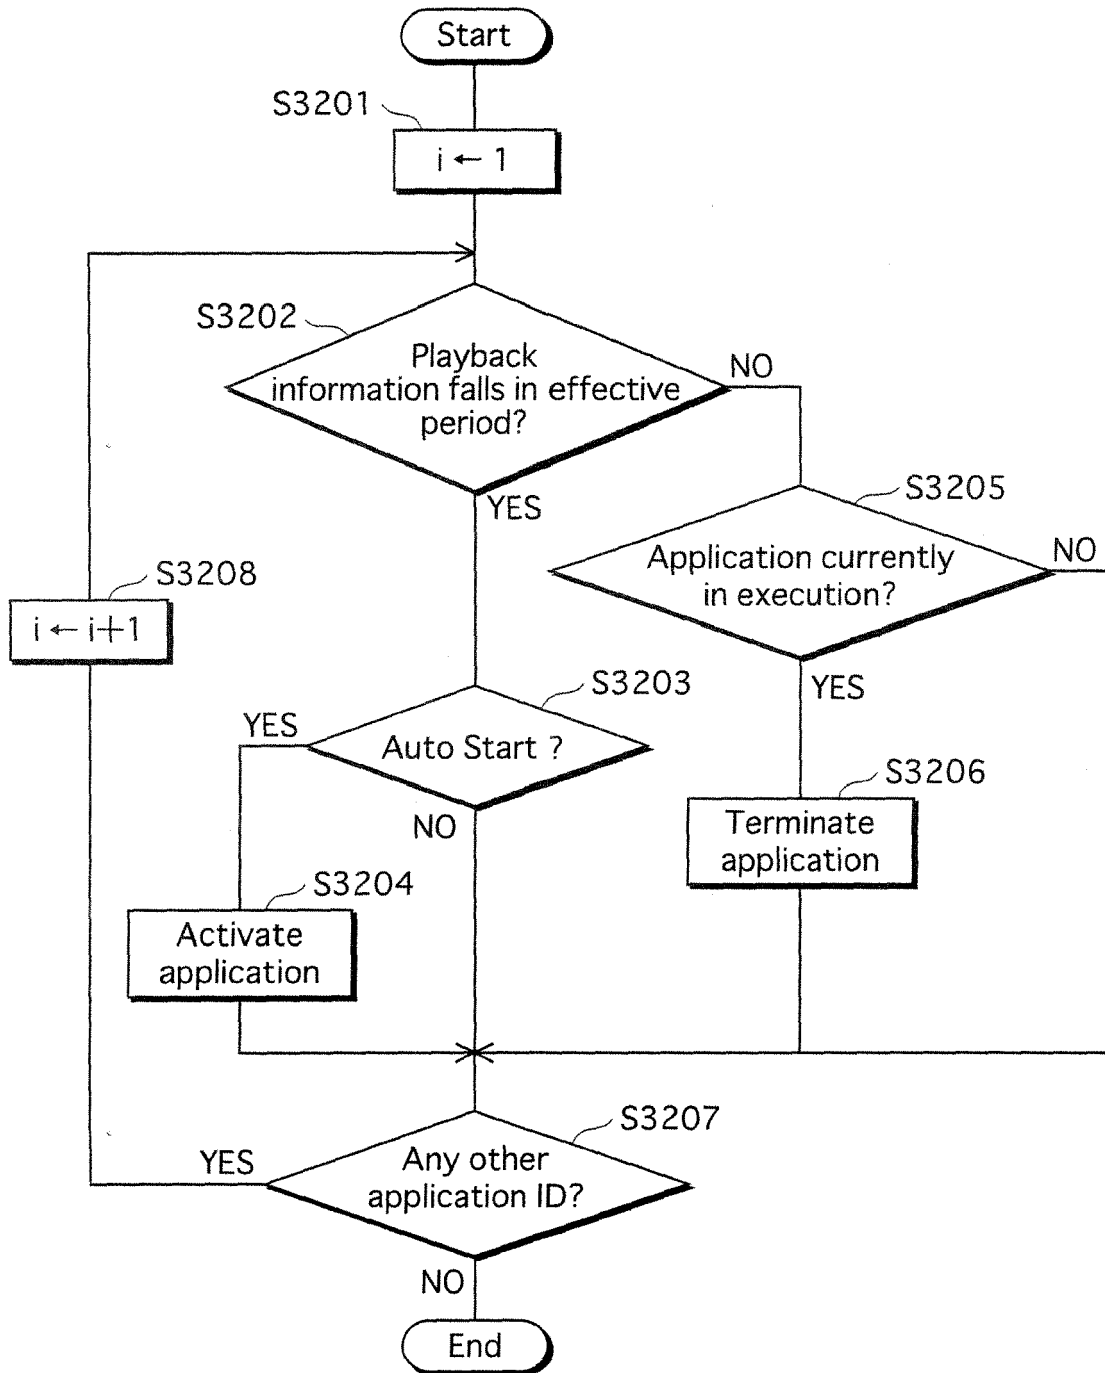 Start
S3201
i ← 1
S3202
Playback
information falls in effective
period?
NO
YES
S3205
Application currently
in execution?
NO
YES
S3208
i ← i+1
S3203
Auto Start ?
YES
NO
S3206
Terminate
application
S3204
Activate
application
S3207
Any other
application ID?
YES
NO
End